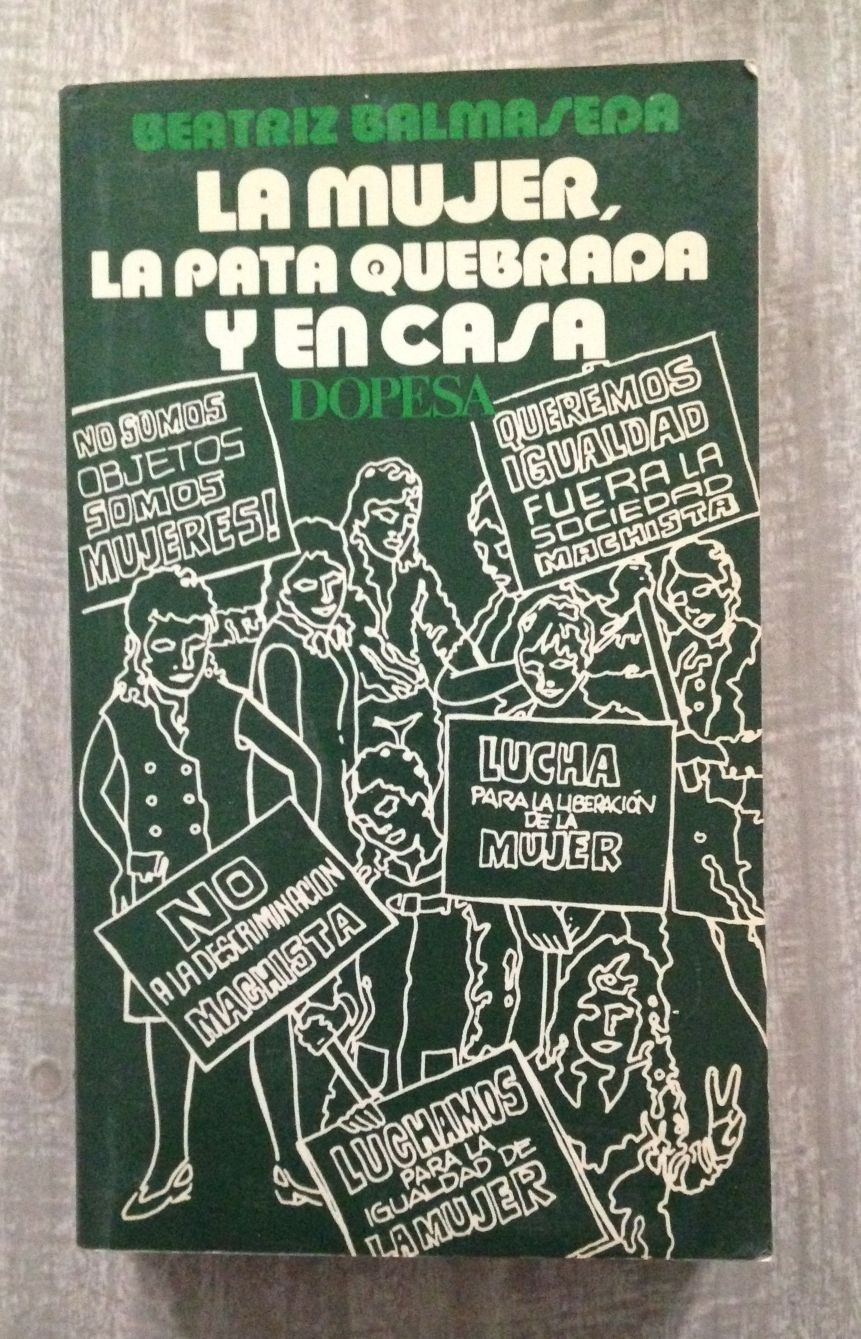 BEATRIZ BALMASEDA
LA MUJER,
LA PATA QUEBRADA
Y EN CASA
DOPESA
NO SOMOS
OBJETOS
SOMOS
MUJERES!
QUEREMOS
IGUALDAD
FUERA LA
SOCIEDAD
MACHISTA
LUCHA
PARA LA LIBERACIÓN
DE LA
MUJER
NO
A LA DESCRIMINACION
MACHISTA
LUCHAMOS
PARA LA
IGUALDAD DE
LA MUJER